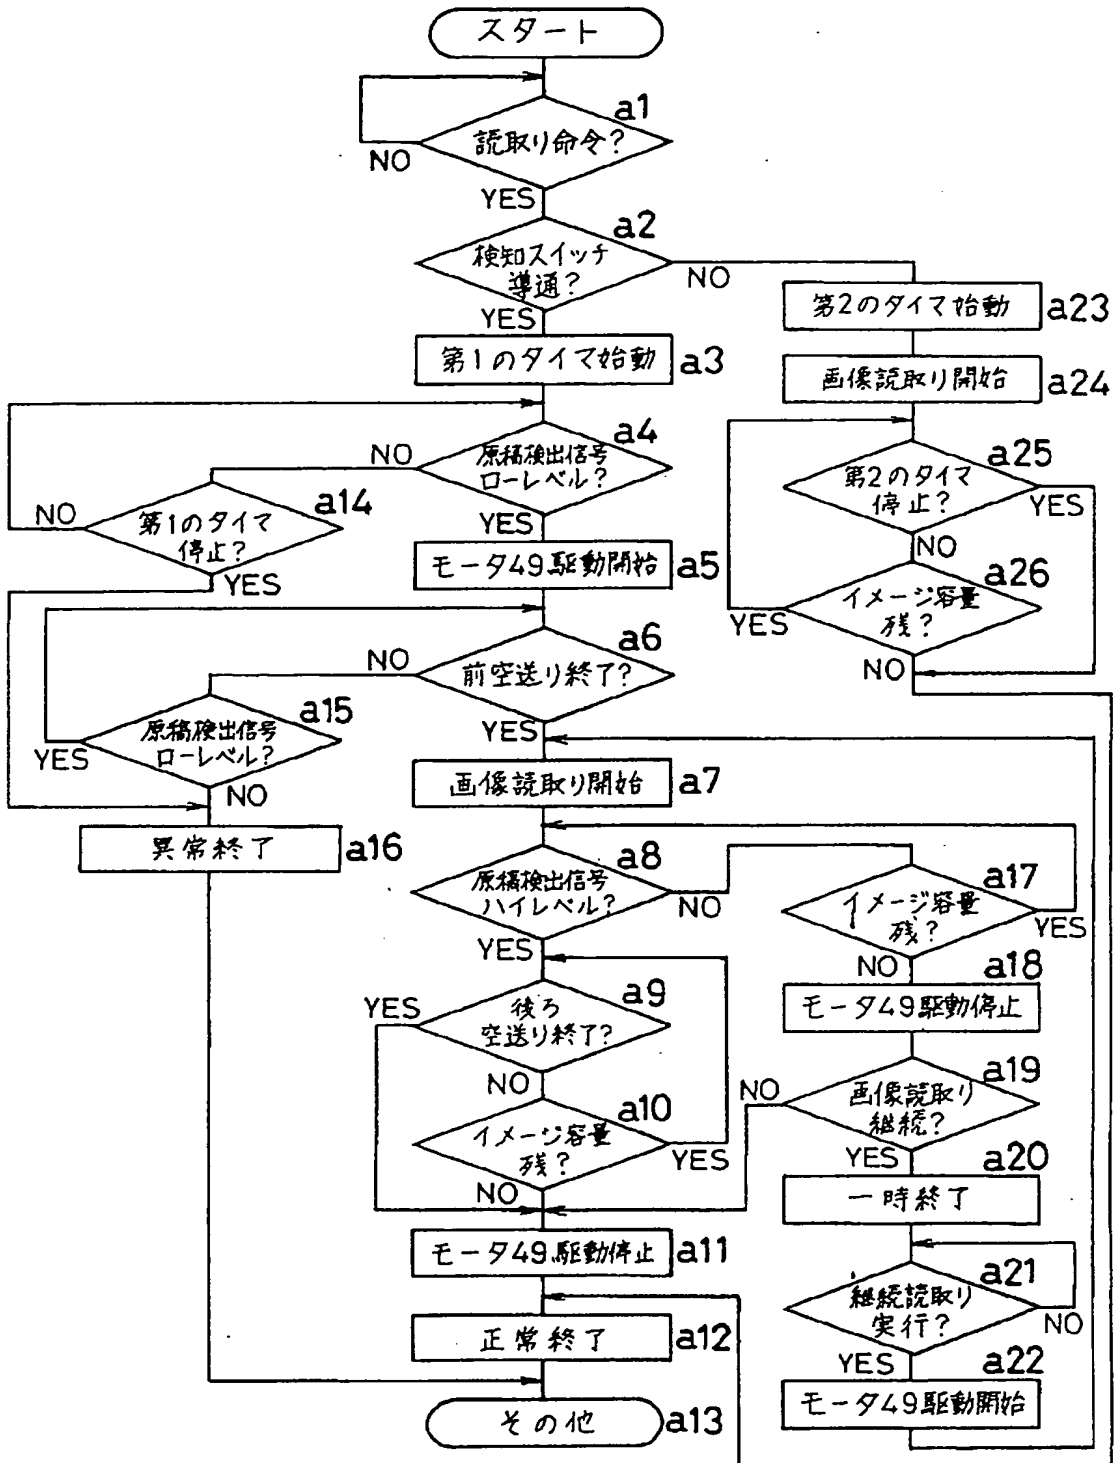 スタート
a1
読取り命令?
NO
YES
a2
検知スイッチ
導通?
NO
YES
第1のタイマ始動
a3
第2のタイマ始動
a23
画像読取り開始
a24
a4
原稿検出信号
ローレベル?
NO
YES
a14
第1のタイマ
停止?
NO
YES
a25
第2のタイマ
停止?
YES
NO
モータ49駆動開始
a5
a26
イメージ容量
残?
YES
NO
a6
前空送り終了?
NO
YES
a15
原稿検出信号
ローレベル?
YES
NO
画像読取り開始
a7
異常終了
a16
a8
原稿検出信号
ハイレベル?
NO
YES
a17
イメージ容量
残?
YES
NO
a18
モータ49駆動停止
a9
後ろ
空送り終了?
YES
NO
a19
画像読取り
継続?
NO
YES
a10
イメージ容量
残?
YES
NO
a20
一時終了
モータ49駆動停止
a11
a21
継続読取り
実行?
NO
YES
正常終了
a12
a22
モータ49駆動開始
その他
a13